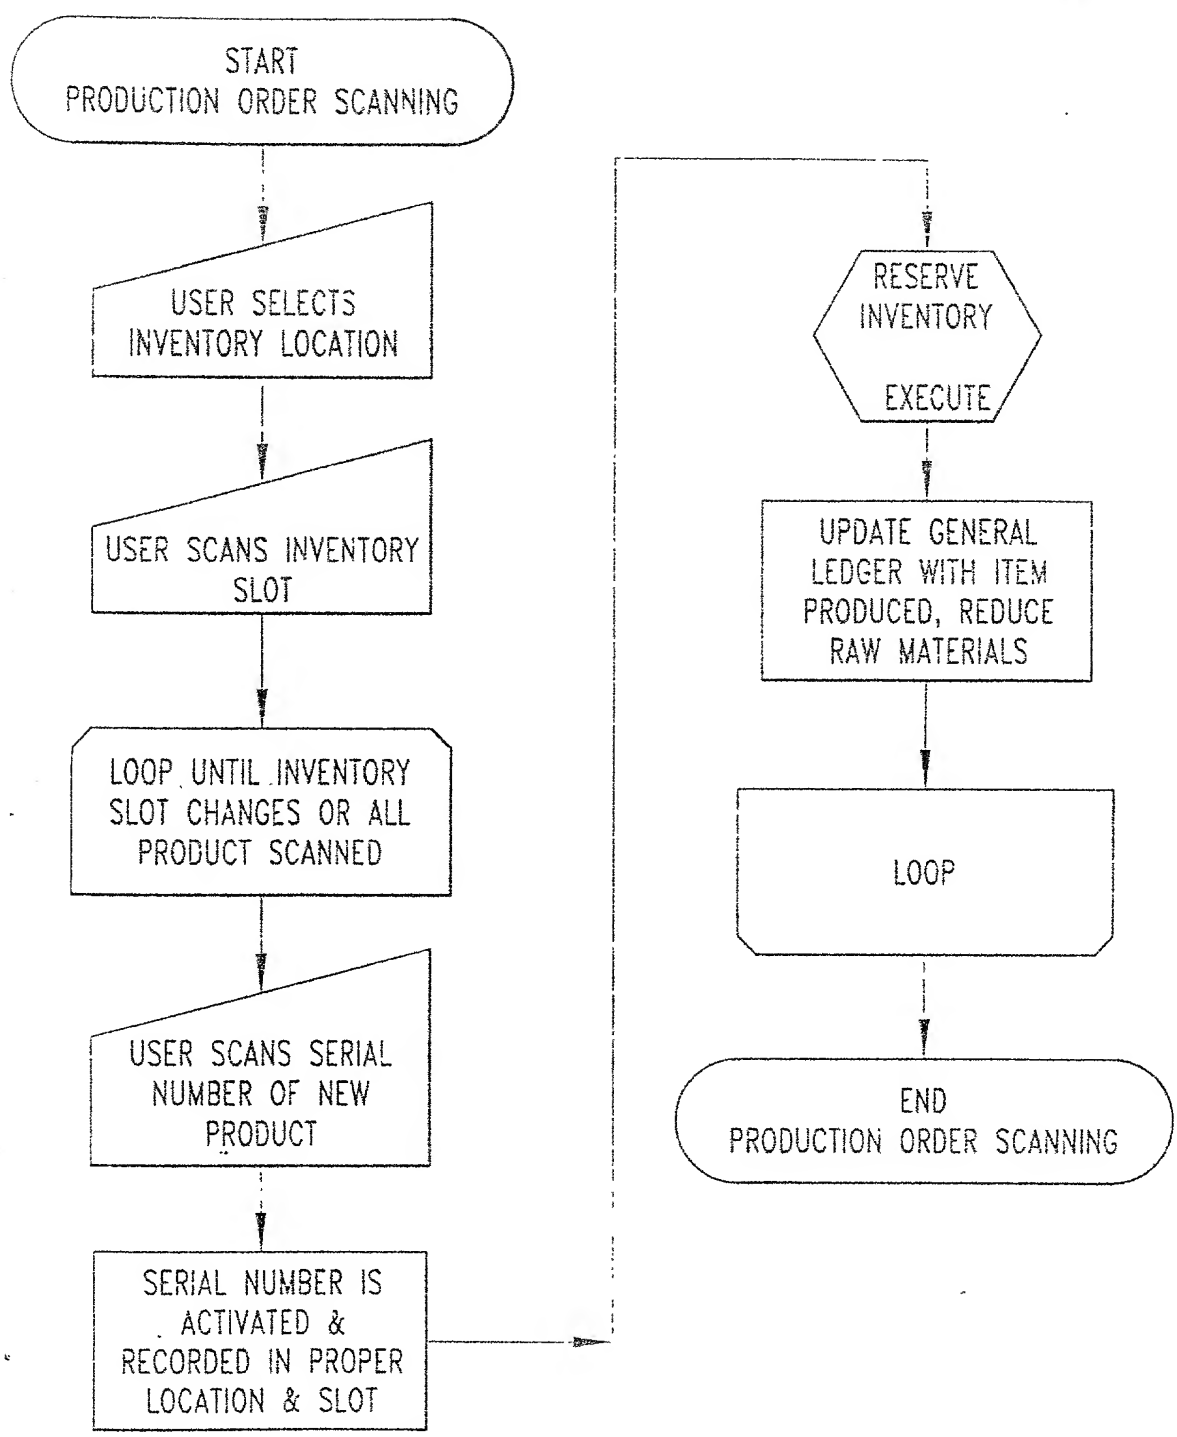 START
PRODUCTION ORDER SCANNING
USER SELECTS
INVENTORY LOCATION
USER SCANS INVENTORY
SLOT
LOOP UNTIL INVENTORY
SLOT CHANGES OR ALL
PRODUCT SCANNED
USER SCANS SERIAL
NUMBER OF NEW
PRODUCT
SERIAL NUMBER IS
ACTIVATED &
RECORDED IN PROPER
LOCATION & SLOT
RESERVE
INVENTORY
EXECUTE
UPDATE GENERAL
LEDGER WITH ITEM
PRODUCED, REDUCE
RAW MATERIALS
LOOP
END
PRODUCTION ORDER SCANNING